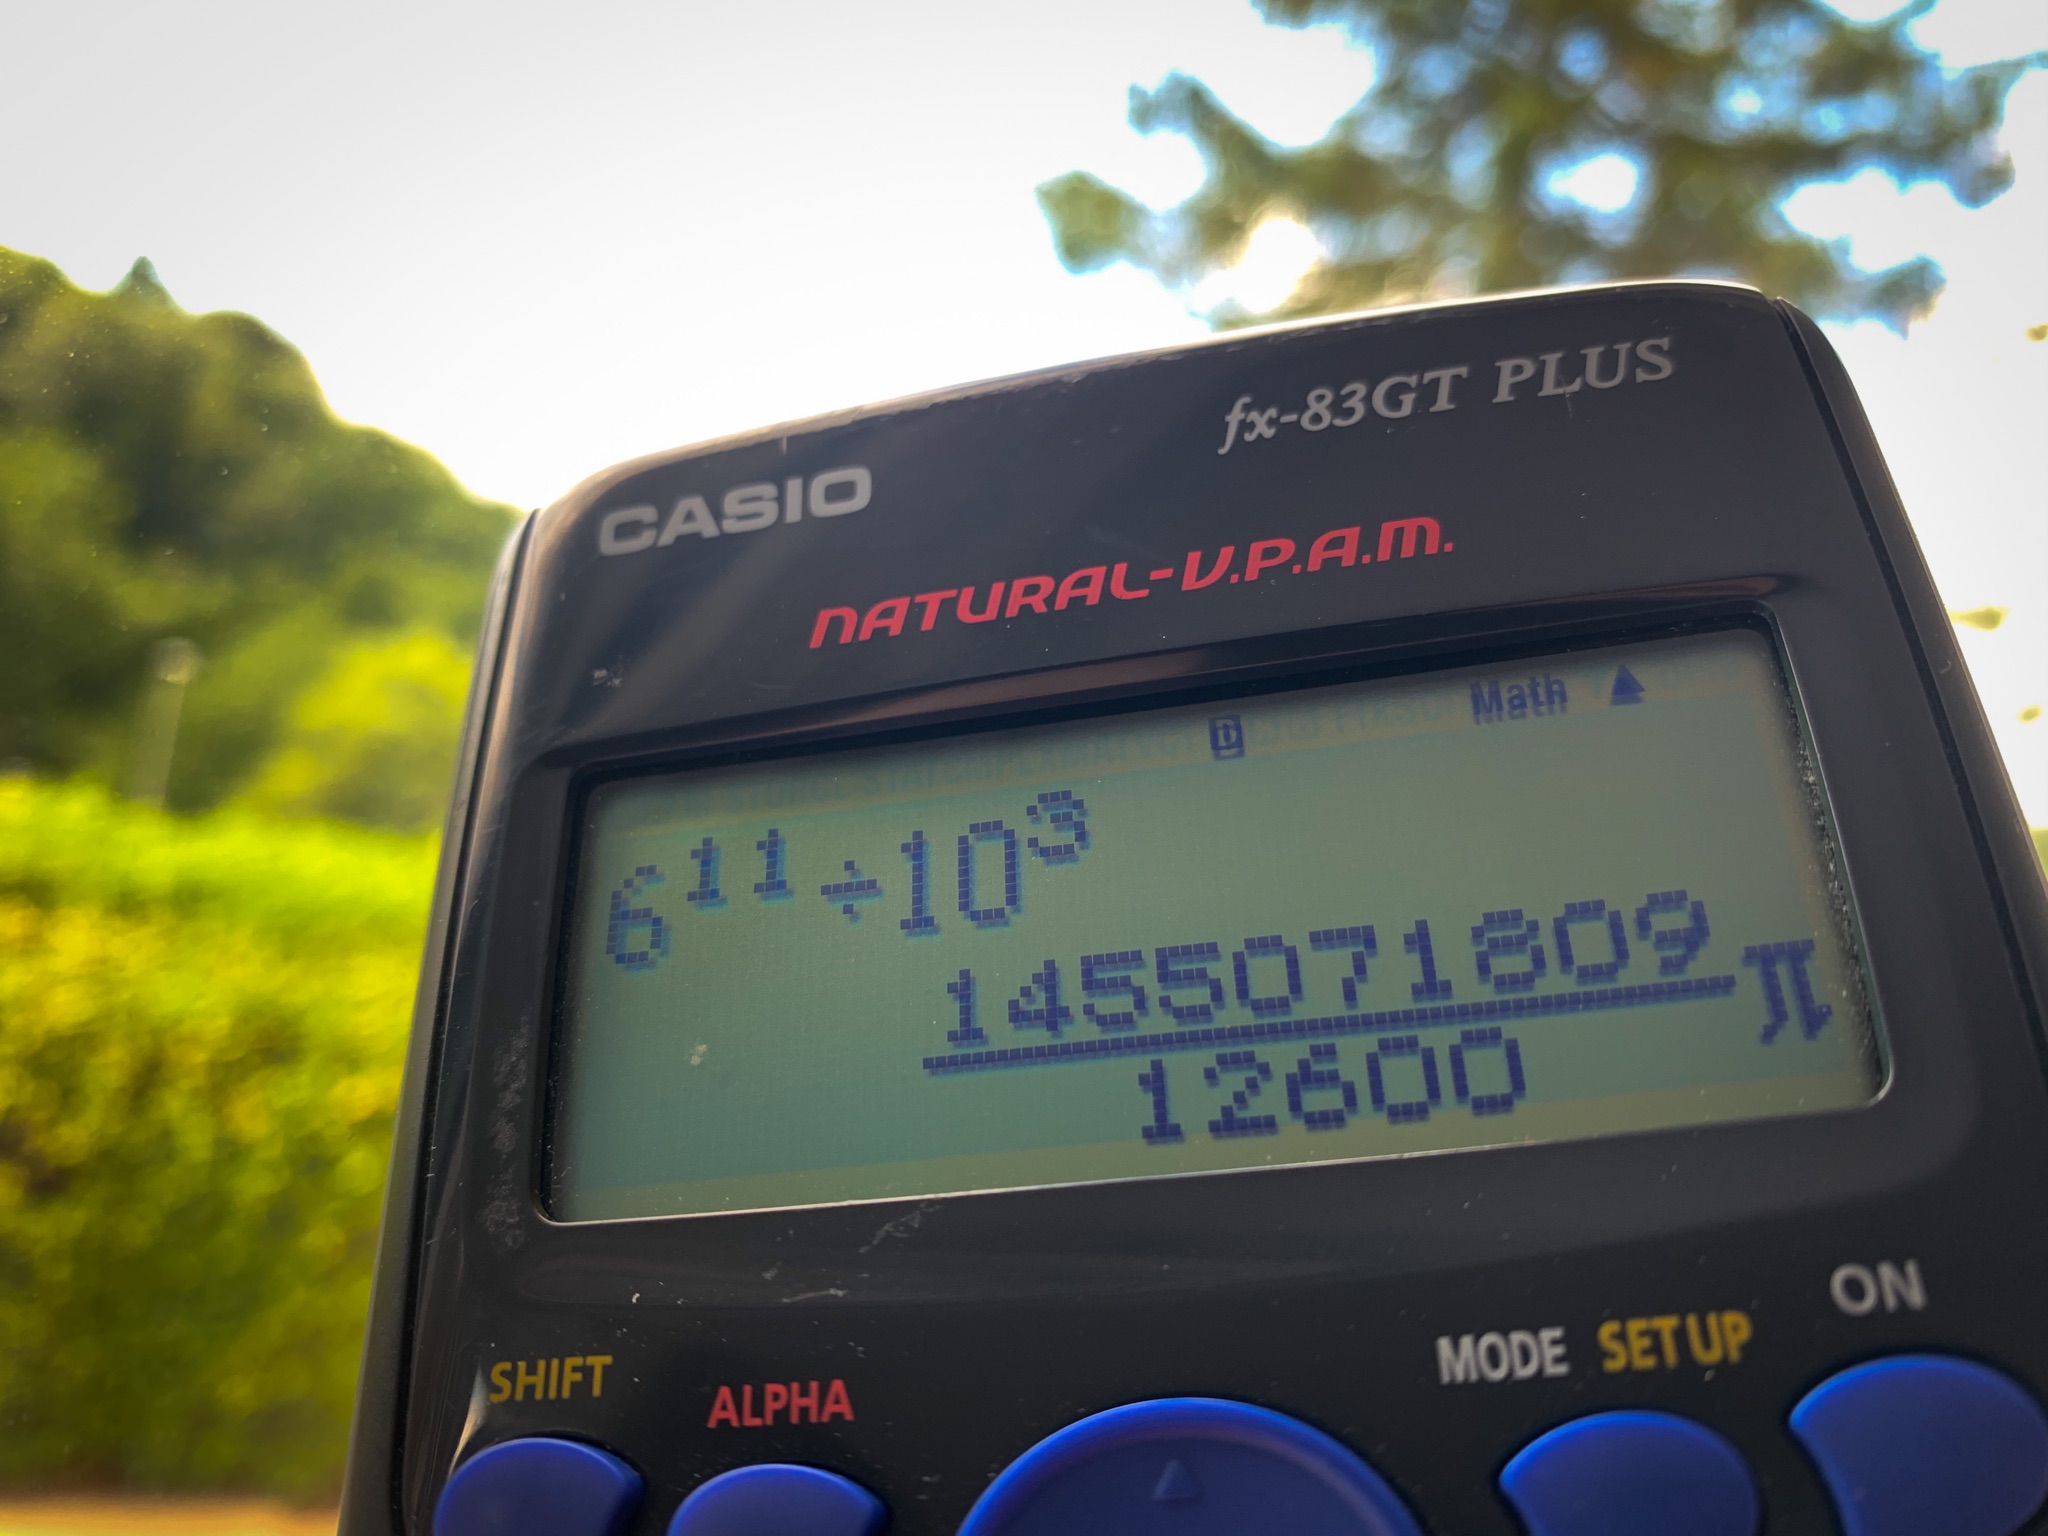 fx-83GT PLUS
CASIO
NATURAL-V.P.A.M.
D Math ▲
6¹¹÷10³
1455071809
π
12600
ON
MODE SETUP
SHIFT
ALPHA